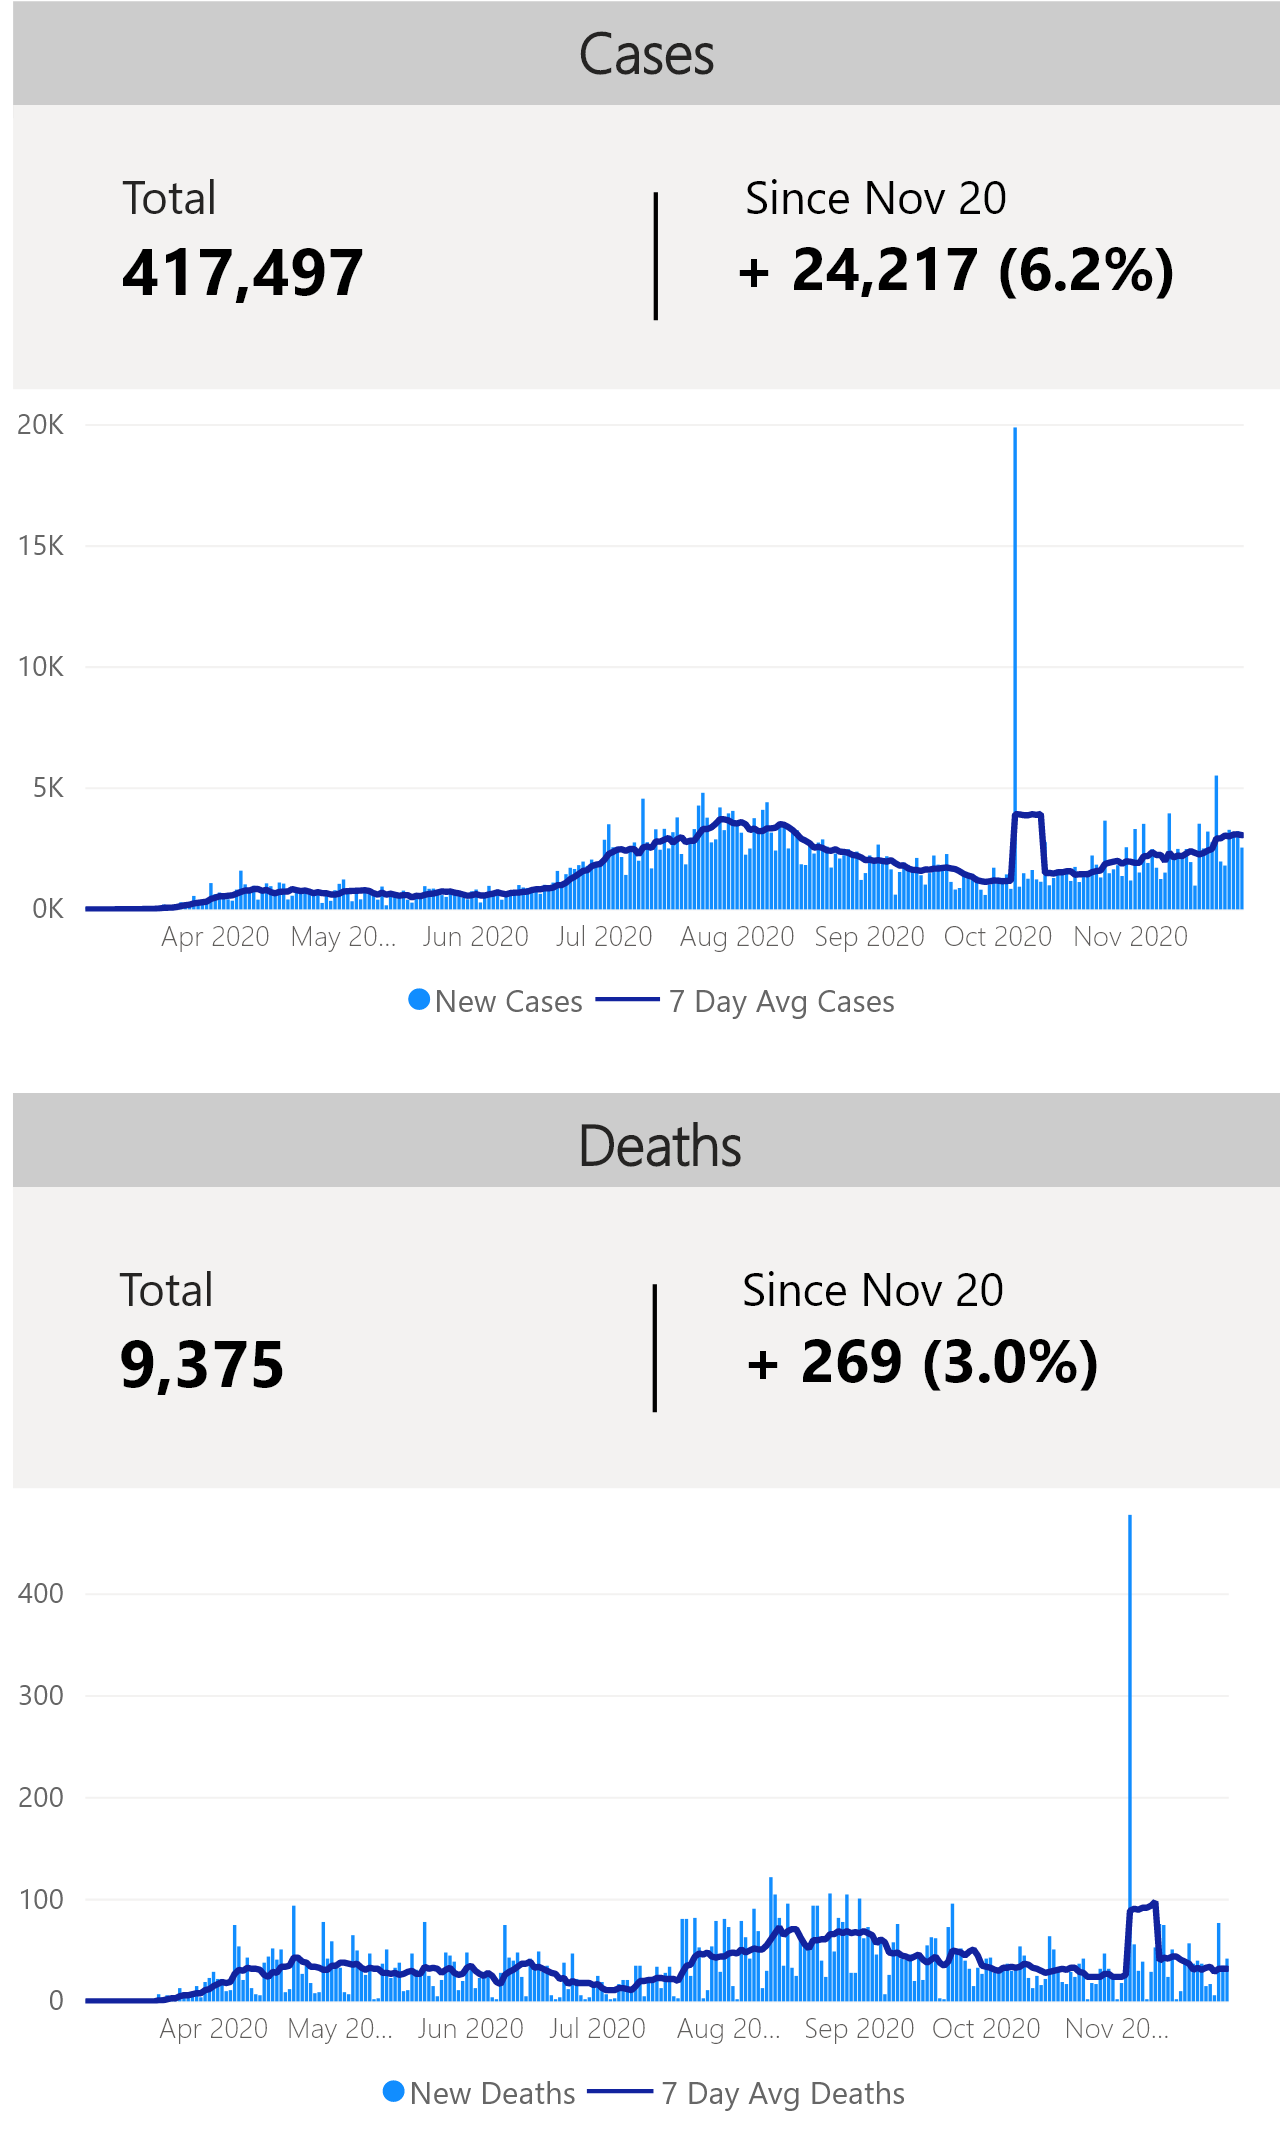 Cases
Total
Since Nov 20
417,497
+ 24,217 (6.2%)
20K
15K
10K
5K
0K
Apr 2020 May 20... Jun 2020 Jul 2020 Aug 2020 Sep 2020 Oct 2020 Nov 2020
New Cases 7 Day Avg Cases
Deaths
Total
Since Nov 20
9,375
+ 269 (3.0%)
400
300
200
100
0
Apr 2020 May 20... Jun 2020 Jul 2020 Aug 20... Sep 2020 Oct 2020 Nov 20...
New Deaths 7 Day Avg Deaths